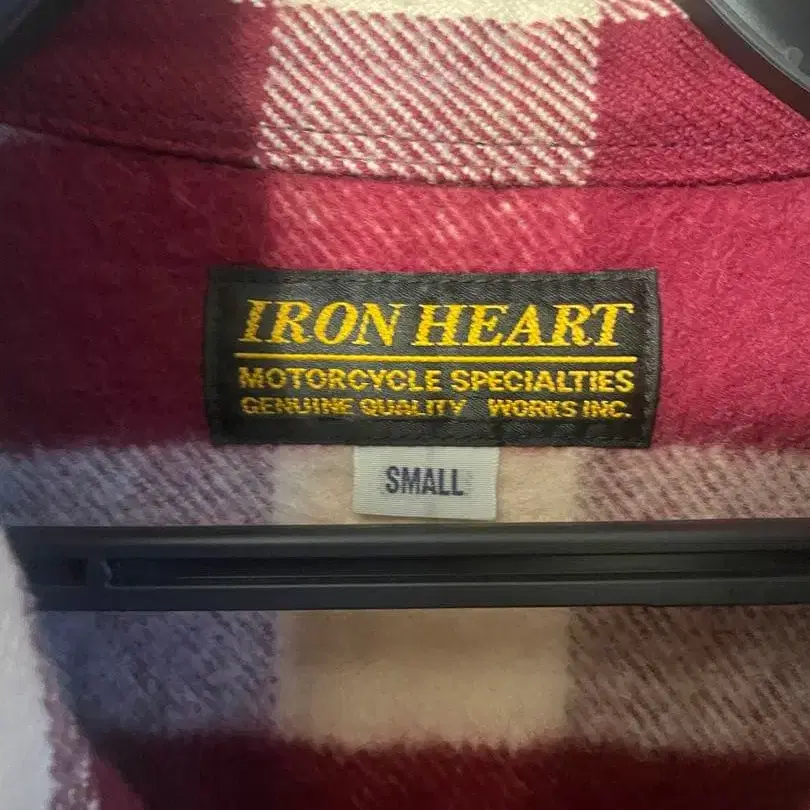 IRON HEART
MOTORCYCLE SPECIALTIES
GENUINE QUALITY WORKS INC.
SMALL